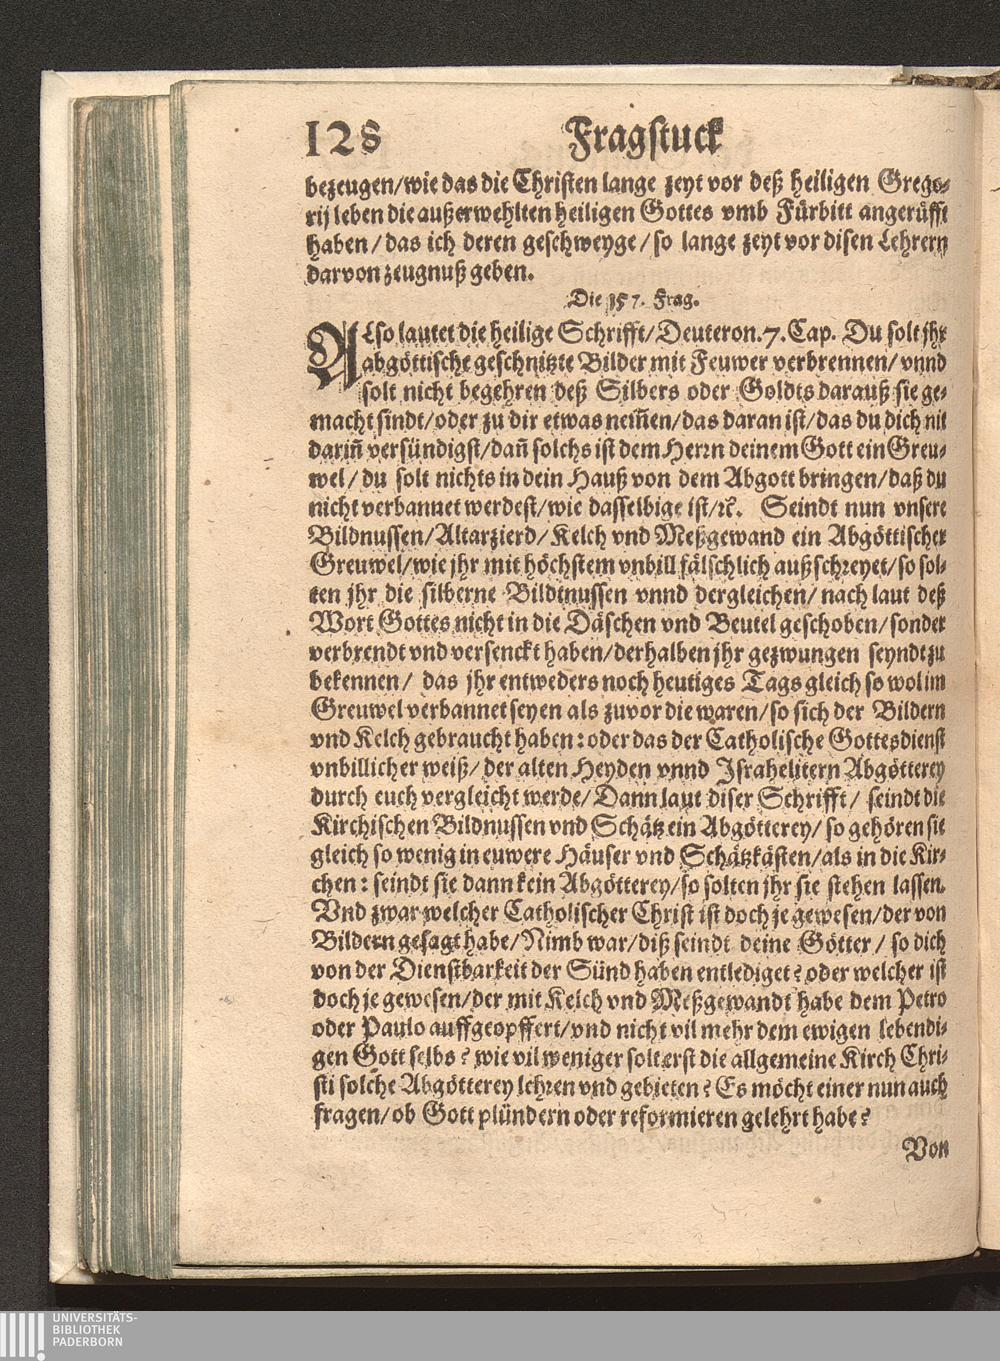 128 Fragstuck
bezeugen/wie das die Christen lange zeyt vor deß heiligen Grego-
rij leben die außerwehlten heiligen Gottes vmb Fürbitt angerüfft
haben/das ich deren geschweyge/so lange zeyt vor disen Lehrern
darvon zeugnuß geben.
Die 157. Frag.
ALso lautet die heilige Schrifft/Deuteron.7.Cap. Du solt jhr
abgöttische geschnitzte Bilder mit Feuwer verbrennen/vnnd
solt nicht begehren deß Silbers oder Goldts darauß sie ge-
macht sindt/oder zu dir etwas nem̃en/das daran ist/das du dich nit
darin̄ versündigst/dan̄ solchs ist dem Herrn deinem Gott ein Greu-
wel/du solt nichts in dein Hauß von dem Abgott bringen/daß du
nicht verbannet werdest/wie dasselbige ist/ꝛc. Seindt nun vnsere
Bildnussen/Altarzierd/Kelch vnd Meßgewand ein Abgöttischer
Greuwel/wie jhr mit höchstem vnbill fälschlich außschreyet/so sol-
ten jhr die silberne Bildtnussen vnnd dergleichen/nach laut deß
Wort Gottes nicht in die Däschen vnd Beutel geschoben/sonder
verbrendt vnd versenckt haben/derhalben jhr gezwungen seyndt zu
bekennen/das jhr entweders noch heutiges Tags gleich so wol im
Greuwel verbannet seyen als zuvor die waren/so sich der Bildern
vnd Kelch gebraucht haben: oder das der Catholische Gottesdienst
vnbillicher weiß/der alten Heyden vnnd Israhelitern Abgötterey
durch euch vergleicht werde/Dann laut diser Schrifft/seindt die
Kirchischen Bildnussen vnd Schätz ein Abgötterey/so gehören sie
gleich so wenig in euwere Häuser vnd Schätzkästen/als in die Kir-
chen: seindt sie dann kein Abgötterey/so solten jhr sie stehen lassen.
Vnd zwar welcher Catholischer Christ ist doch je gewesen/der von
Bildern gesagt habe/Nimb war/diß seindt deine Götter/so dich
von der Dienstbarkeit der Sünd haben entlediget? oder welcher ist
doch je gewesen/der mit Kelch vnd Meßgewandt habe dem Petro
oder Paulo auffgeopffert/vnd nicht vil mehr dem ewigen lebendi-
gen Gott selbs? wie vil weniger solt erst die allgemeine Kirch Chri-
sti solche Abgötterey lehren vnd gebieten? Es möcht einer nun auch
fragen/ob Gott plündern oder reformieren gelehrt habe?
Von
UNIVERSITÄTS-
BIBLIOTHEK
PADERBORN